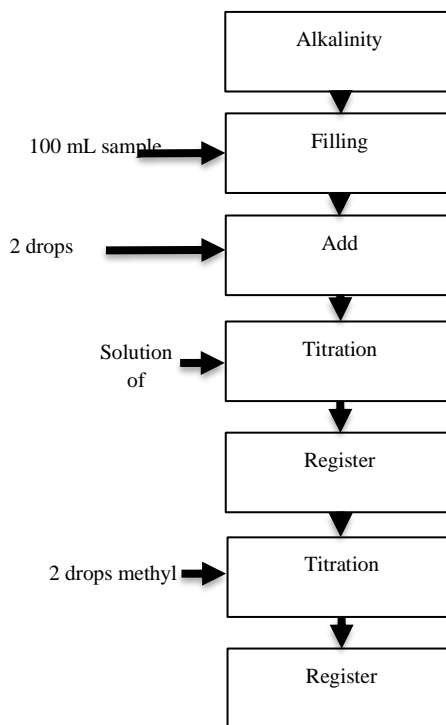 Alkalinity
100 mL sample
Filling
2 drops
Add
Solution
of
Titration
Register
2 drops methyl
Titration
Register